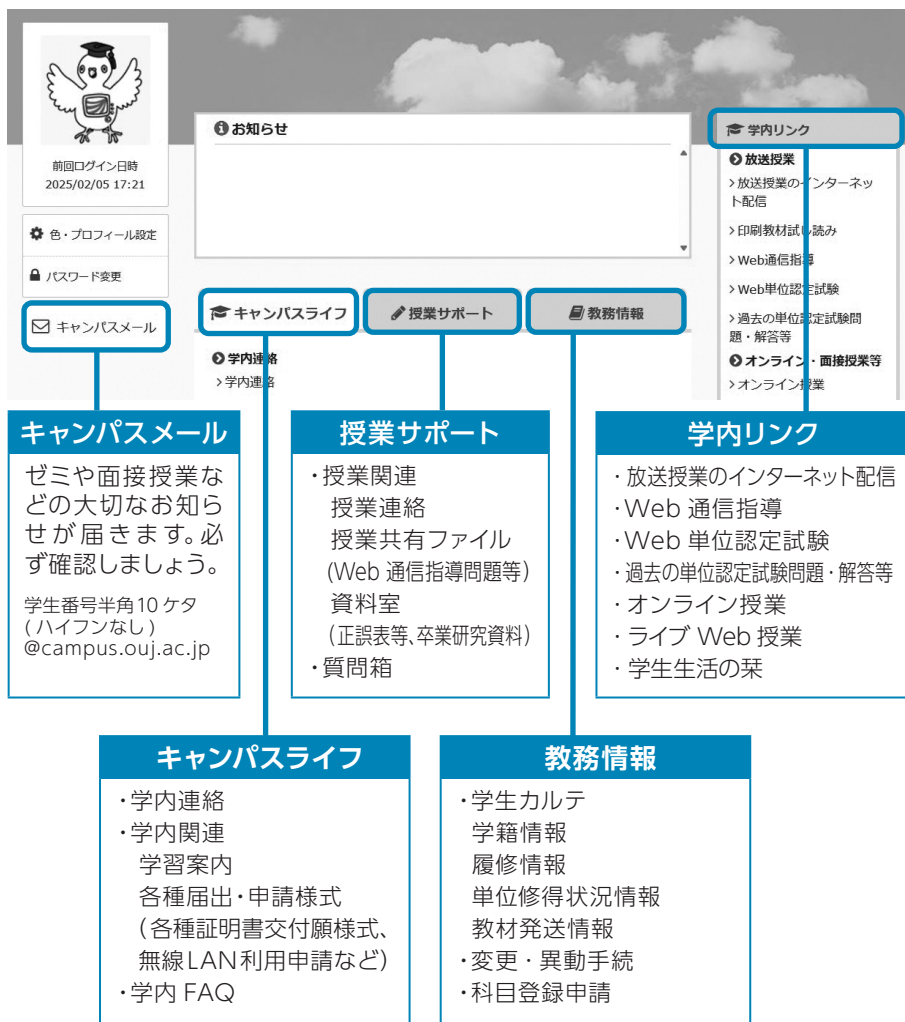 前回ログイン日時
2025/02/05 17:21
色・プロフィール設定
パスワード変更
キャンパスメール
お知らせ
キャンパスライフ
授業サポート
教務情報
学内連絡
>学内連絡
学内リンク
放送授業
>放送授業のインターネッ
ト配信
>印刷教材試し読み
>Web通信指導
>Web単位認定試験
>過去の単位認定試験問
題・解答等
オンライン・面接授業等
>オンライン授業
キャンパスメール
ゼミや面接授業な
どの大切なお知ら
せが届きます。必
ず確認しましょう。
学生番号半角10ケタ
(ハイフンなし)
@campus.ouj.ac.jp
授業サポート
・授業関連
授業連絡
授業共有ファイル
(Web 通信指導問題等)
資料室
(正誤表等、卒業研究資料)
・質問箱
学内リンク
・放送授業のインターネット配信
・Web 通信指導
・Web 単位認定試験
・過去の単位認定試験問題・解答等
・オンライン授業
・ライブ Web 授業
・学生生活の栞
キャンパスライフ
・学内連絡
・学内関連
学習案内
各種届出・申請様式
(各種証明書交付願様式、
無線LAN利用申請など)
・学内 FAQ
教務情報
・学生カルテ
学籍情報
履修情報
単位修得状況情報
教材発送情報
・変更・異動手続
・科目登録申請